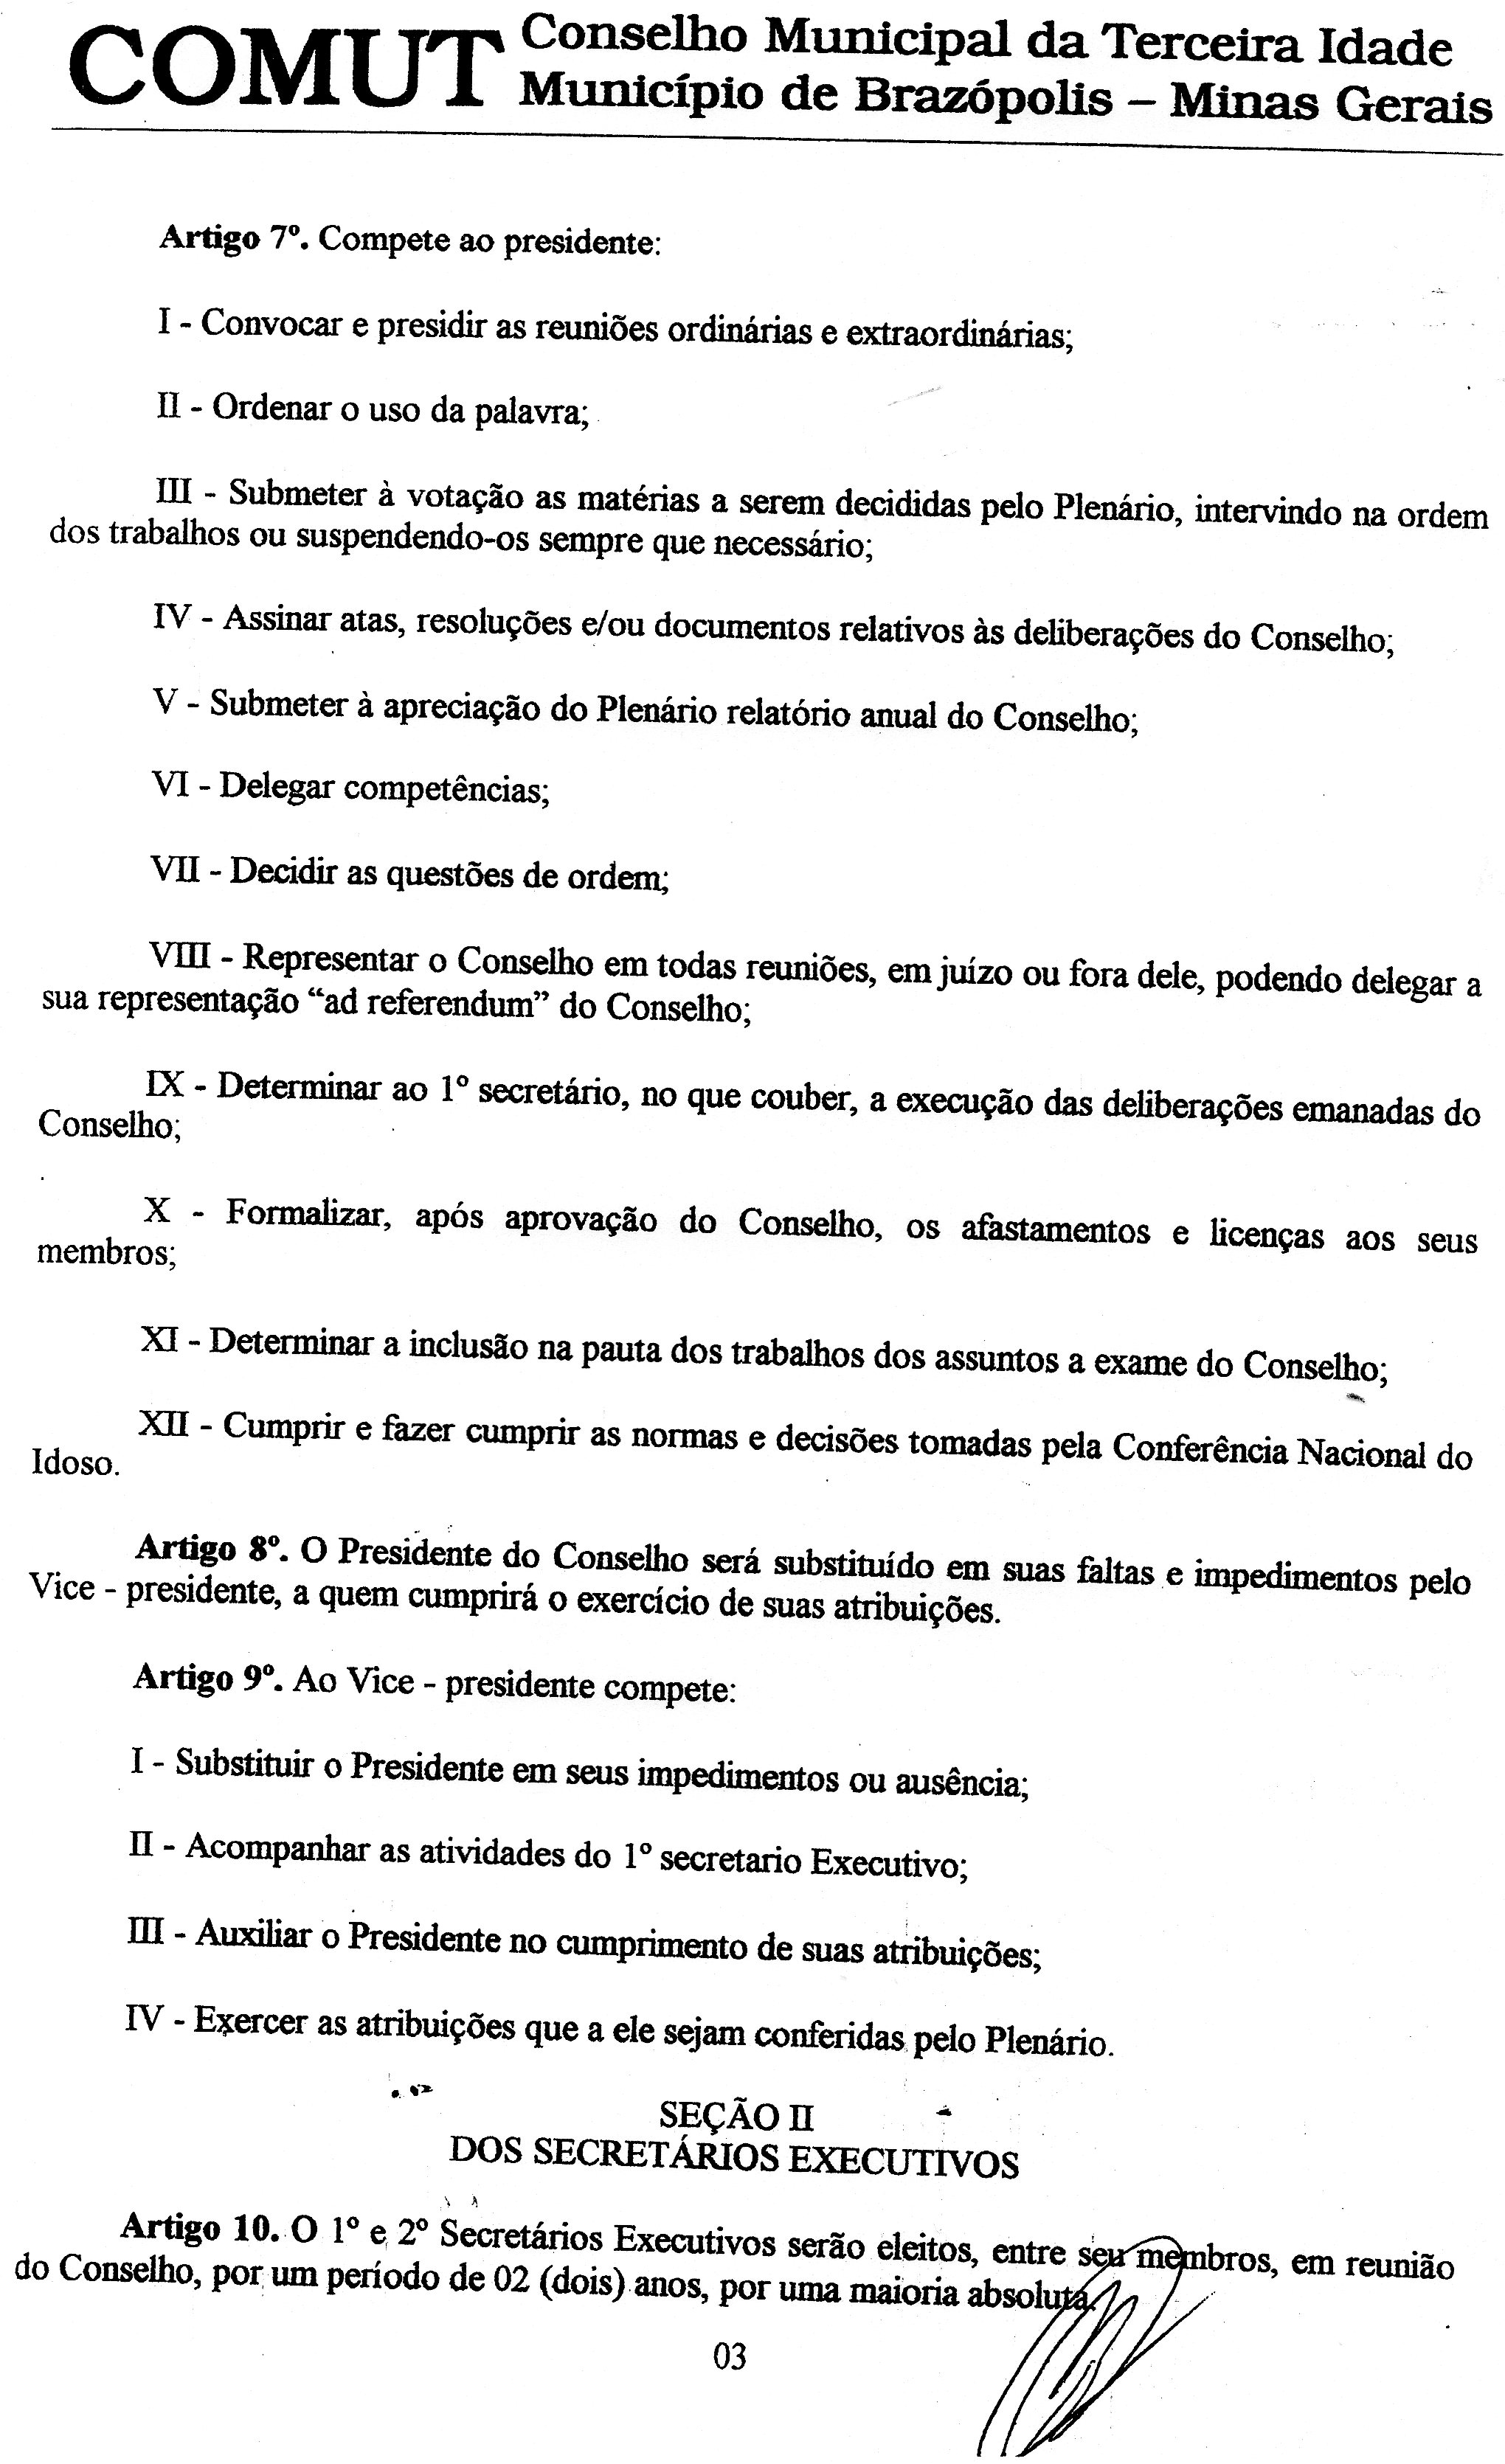 COMUT Conselho Municipal da Terceira Idade
Município de Brazópolis – Minas Gerais
Artigo 7º. Compete ao presidente:
I - Convocar e presidir as reuniões ordinárias e extraordinárias;
II - Ordenar o uso da palavra;
III - Submeter à votação as matérias a serem decididas pelo Plenário, intervindo na ordem
dos trabalhos ou suspendendo-os sempre que necessário;
IV - Assinar atas, resoluções e/ou documentos relativos às deliberações do Conselho;
V - Submeter à apreciação do Plenário relatório anual do Conselho;
VI - Delegar competências;
VII - Decidir as questões de ordem;
VIII - Representar o Conselho em todas reuniões, em juízo ou fora dele, podendo delegar a
sua representação “ad referendum” do Conselho;
IX - Determinar ao 1º secretário, no que couber, a execução das deliberações emanadas do
Conselho;
X - Formalizar, após aprovação do Conselho, os afastamentos e licenças aos seus
membros;
XI - Determinar a inclusão na pauta dos trabalhos dos assuntos a exame do Conselho;
XII - Cumprir e fazer cumprir as normas e decisões tomadas pela Conferência Nacional do
Idoso.
Artigo 8º. O Presidente do Conselho será substituído em suas faltas e impedimentos pelo
Vice - presidente, a quem cumprirá o exercício de suas atribuições.
Artigo 9º. Ao Vice - presidente compete:
I - Substituir o Presidente em seus impedimentos ou ausência;
II - Acompanhar as atividades do 1º secretario Executivo;
III - Auxiliar o Presidente no cumprimento de suas atribuições;
IV - Exercer as atribuições que a ele sejam conferidas pelo Plenário.
SEÇÃO II
DOS SECRETÁRIOS EXECUTIVOS
Artigo 10. O 1º e 2º Secretários Executivos serão eleitos, entre seu membros, em reunião
do Conselho, por um período de 02 (dois) anos, por uma maioria absoluta.
03